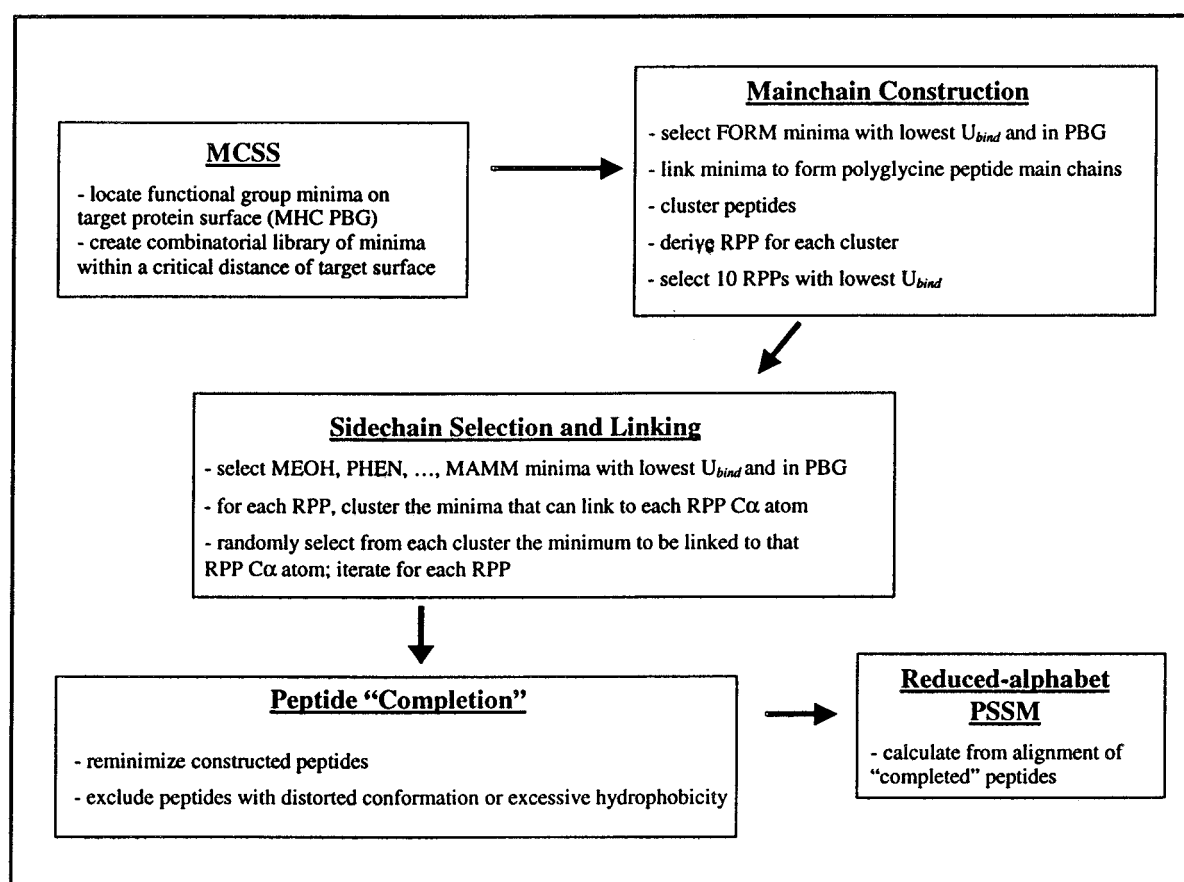 MCSS
- locate functional group minima on
target protein surface (MHC PBG)
- create combinatorial library of minima
within a critical distance of target surface
Mainchain Construction
- select FORM minima with lowest Ubind and in PBG
- link minima to form polyglycine peptide main chains
- cluster peptides
- derive RPP for each cluster
- select 10 RPPs with lowest Ubind
Sidechain Selection and Linking
- select MEOH, PHEN, ..., MAMM minima with lowest Ubind and in PBG
- for each RPP, cluster the minima that can link to each RPP Cα atom
- randomly select from each cluster the minimum to be linked to that
RPP Cα atom; iterate for each RPP
Peptide “Completion”
- reminimize constructed peptides
- exclude peptides with distorted conformation or excessive hydrophobicity
Reduced-alphabet
PSSM
- calculate from alignment of
“completed” peptides